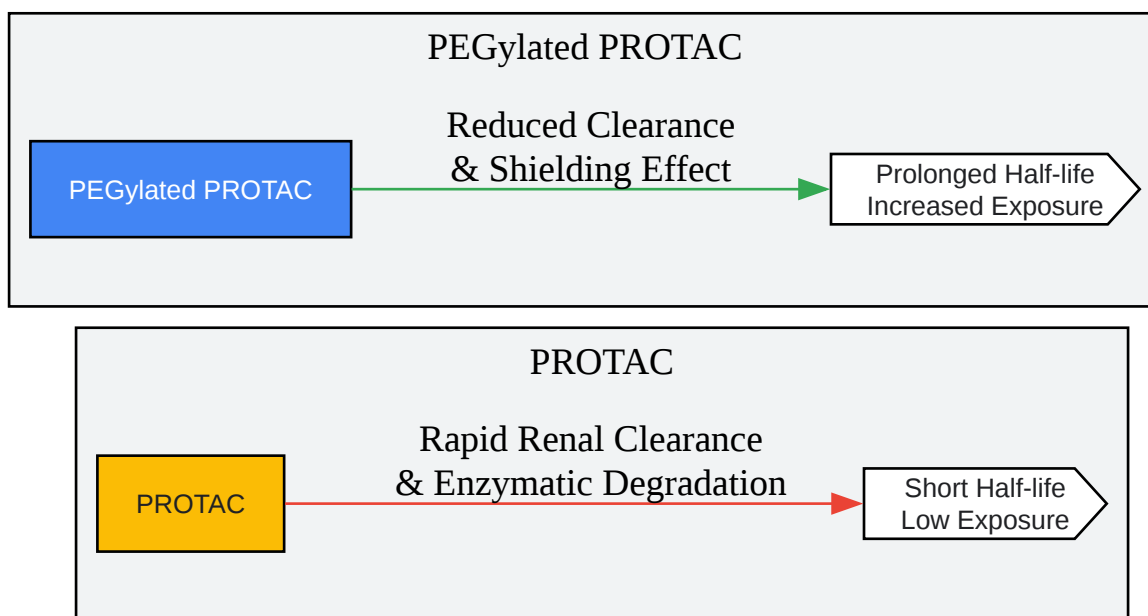 PEGylated PROTAC
Reduced Clearance
& Shielding Effect
PEGylated PROTAC
Prolonged Half-life
Increased Exposure
PROTAC
Rapid Renal Clearance
& Enzymatic Degradation
PROTAC
Short Half-life
Low Exposure